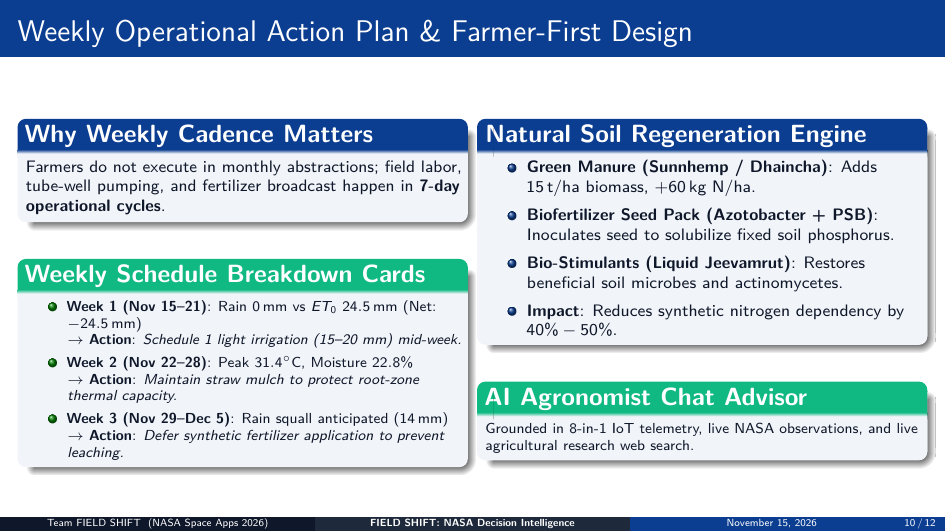 Weekly Operational Action Plan & Farmer-First Design
Why Weekly Cadence Matters
Farmers do not execute in monthly abstractions; field labor,
tube-well pumping, and fertilizer broadcast happen in 7-day
operational cycles.
Weekly Schedule Breakdown Cards
Week 1 (Nov 15–21): Rain 0 mm vs ET₀ 24.5 mm (Net:
−24.5 mm)
→ Action: Schedule 1 light irrigation (15–20 mm) mid-week.
Week 2 (Nov 22–28): Peak 31.4°C, Moisture 22.8%
→ Action: Maintain straw mulch to protect root-zone
thermal capacity.
Week 3 (Nov 29–Dec 5): Rain squall anticipated (14 mm)
→ Action: Defer synthetic fertilizer application to prevent
leaching.
Natural Soil Regeneration Engine
Green Manure (Sunnhemp / Dhaincha): Adds
15 t/ha biomass, +60 kg N/ha.
Biofertilizer Seed Pack (Azotobacter + PSB):
Inoculates seed to solubilize fixed soil phosphorus.
Bio-Stimulants (Liquid Jeevamrut): Restores
beneficial soil microbes and actinomycetes.
Impact: Reduces synthetic nitrogen dependency by
40% − 50%.
AI Agronomist Chat Advisor
Grounded in 8-in-1 IoT telemetry, live NASA observations, and live
agricultural research web search.
Team FIELD SHIFT (NASA Space Apps 2026)
FIELD SHIFT: NASA Decision Intelligence
November 15, 2026
10 / 12